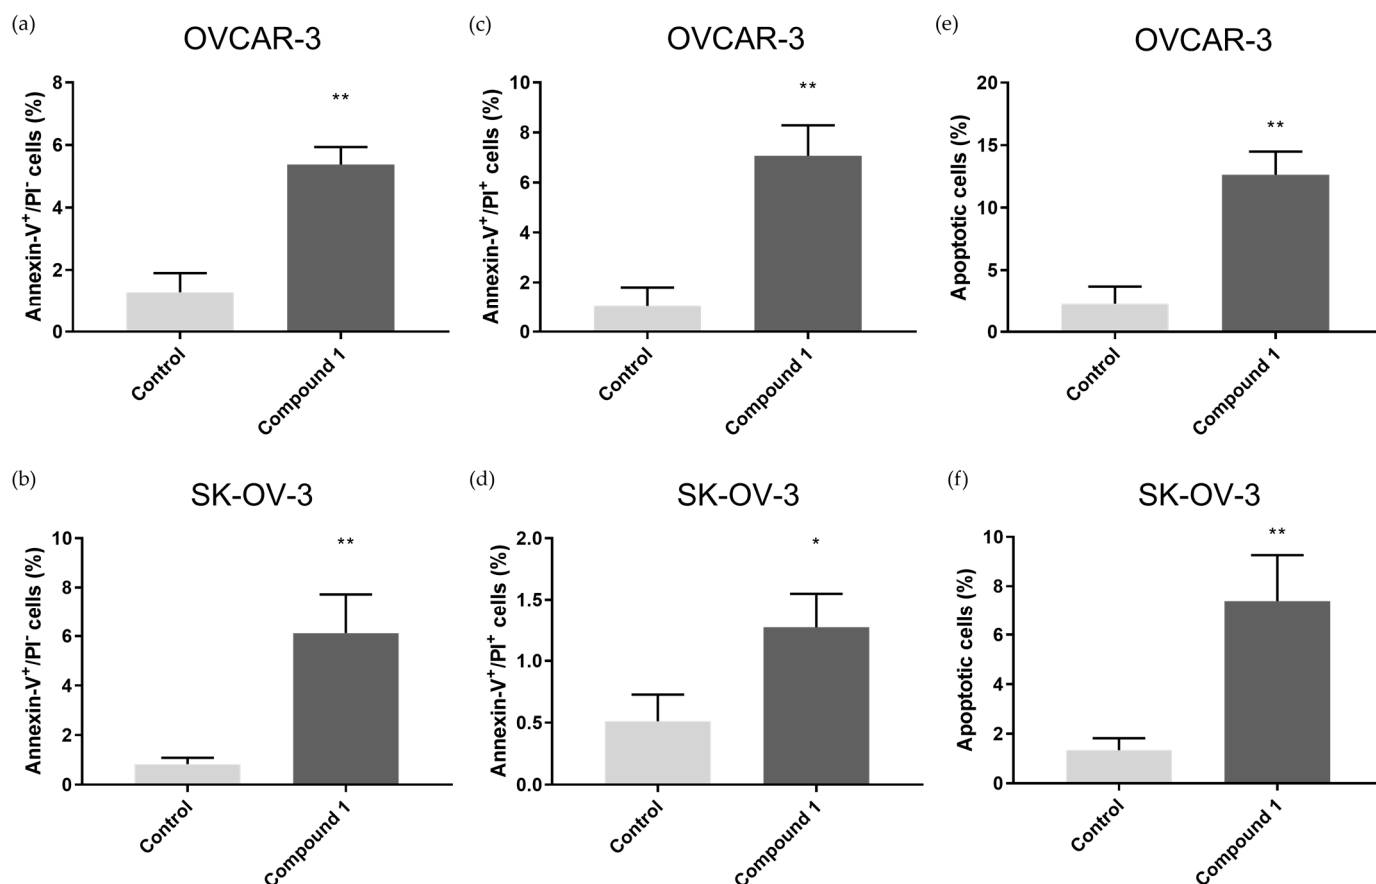 (a)
OVCAR-3
Annexin-V⁺/PI⁻ cells (%)
8
6
4
2
0
**
Control
Compound 1
(c)
OVCAR-3
Annexin-V⁺/PI⁺ cells (%)
10
8
6
4
2
0
**
Control
Compound 1
(e)
OVCAR-3
Apoptotic cells (%)
20
15
10
5
0
**
Control
Compound 1
(b)
SK-OV-3
Annexin-V⁺/PI⁻ cells (%)
10
8
6
4
2
0
**
Control
Compound 1
(d)
SK-OV-3
Annexin-V⁺/PI⁺ cells (%)
2.0
1.5
1.0
0.5
0.0
*
Control
Compound 1
(f)
SK-OV-3
Apoptotic cells (%)
10
8
6
4
2
0
**
Control
Compound 1